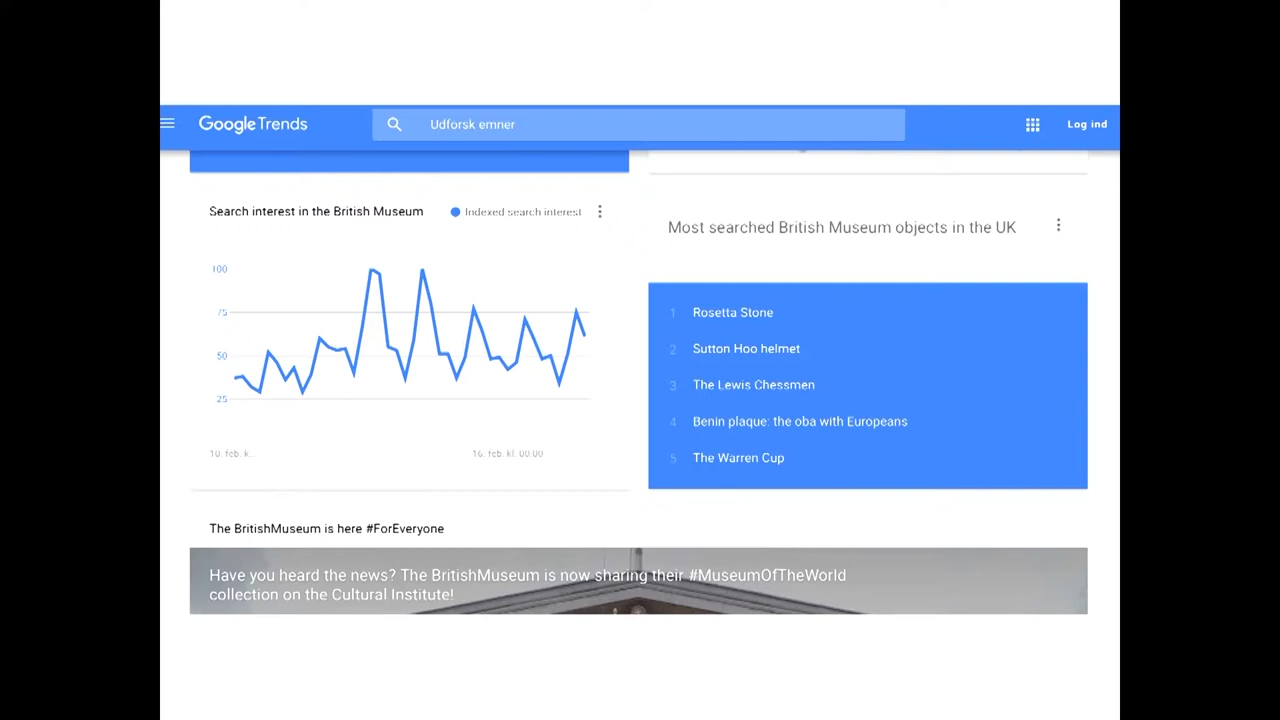 Google Trends
Udforsk emner
Log ind
Search interest in the British Museum
Indexed search interest
100
75
50
25
10. feb. k...
16. feb. kl. 00.00
Most searched British Museum objects in the UK
1 Rosetta Stone
2 Sutton Hoo helmet
3 The Lewis Chessmen
4 Benin plaque: the oba with Europeans
5 The Warren Cup
The BritishMuseum is here #ForEveryone
Have you heard the news? The BritishMuseum is now sharing their #MuseumOfTheWorld
collection on the Cultural Institute!